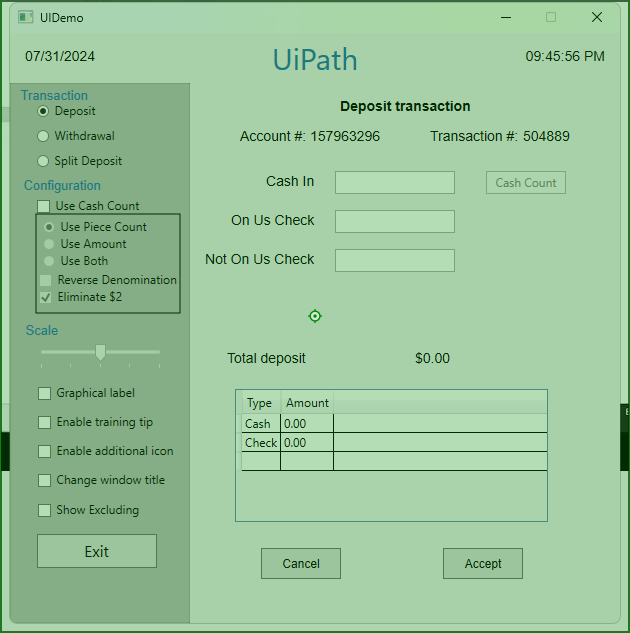 UIDemo
07/31/2024
UiPath
09:45:56 PM
Transaction
Deposit
Withdrawal
Split Deposit
Configuration
Use Cash Count
Use Piece Count
Use Amount
Use Both
Reverse Denomination
Eliminate $2
Scale
Graphical label
Enable training tip
Enable additional icon
Change window title
Show Excluding
Exit
Deposit transaction
Account #: 157963296 Transaction #: 504889
Cash In
Cash Count
On Us Check
Not On Us Check
Total deposit $0.00
Type Amount
Cash 0.00
Check 0.00
Cancel Accept